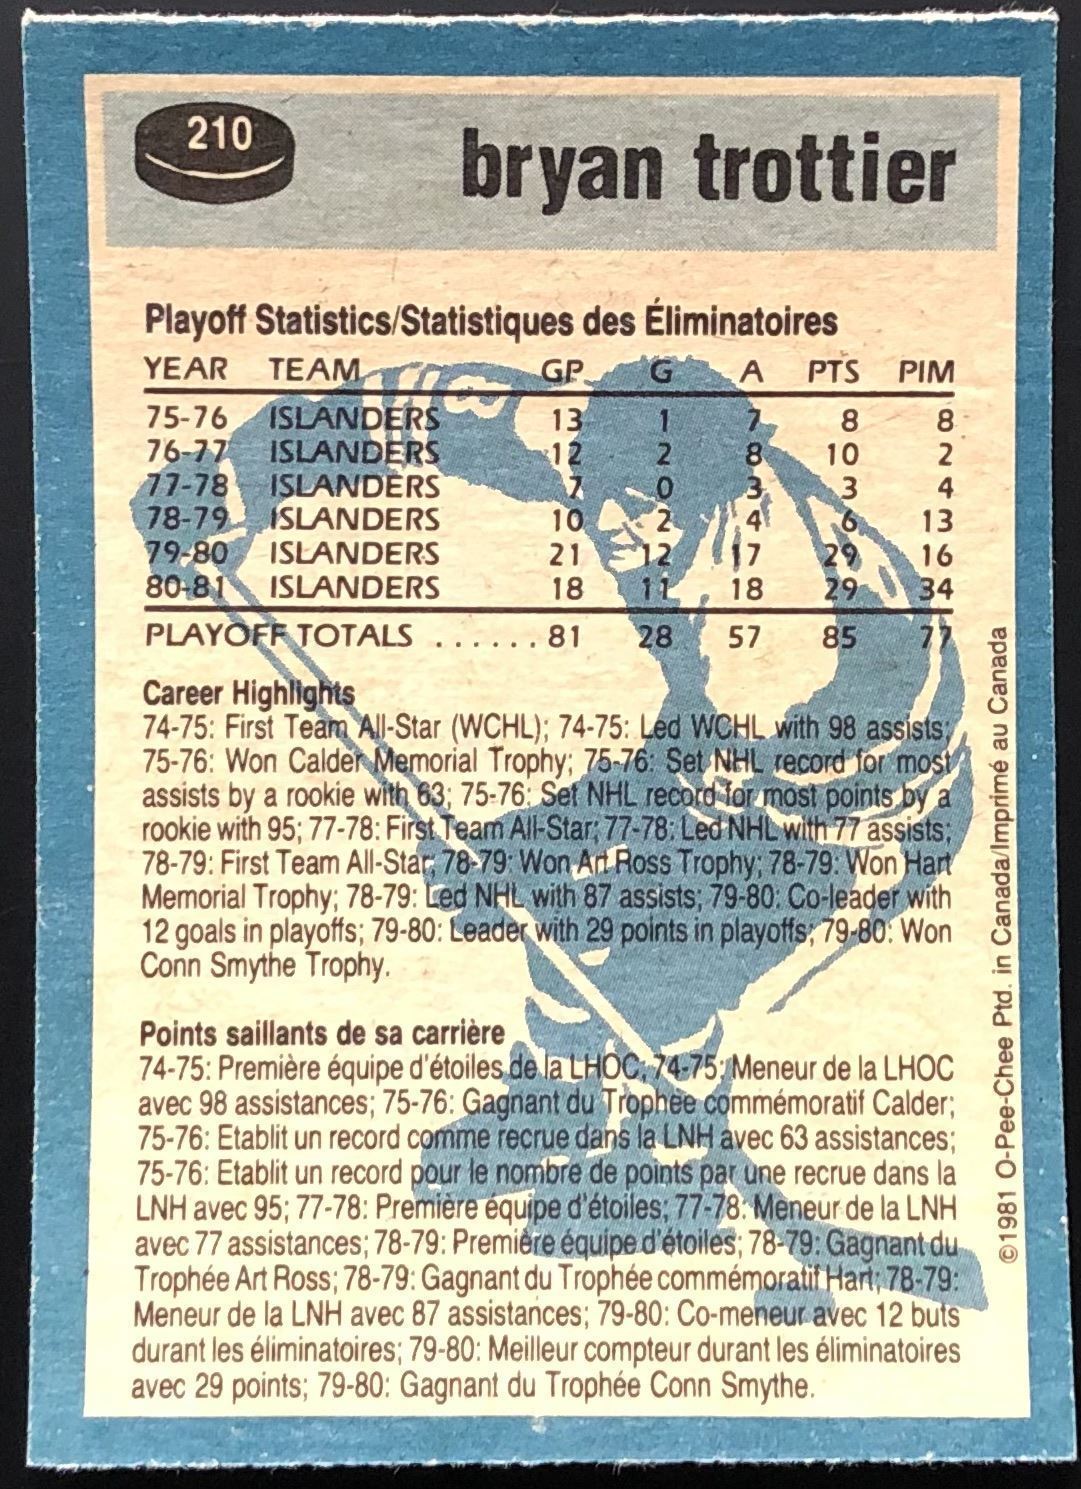 210
bryan trottier
Playoff Statistics/Statistiques des Éliminatoires
YEAR TEAM GP G A PTS PIM
75-76 ISLANDERS 13 1 7 8 8
76-77 ISLANDERS 12 2 8 10 2
77-78 ISLANDERS 7 0 3 3 4
78-79 ISLANDERS 10 2 4 6 13
79-80 ISLANDERS 21 12 17 29 16
80-81 ISLANDERS 18 11 18 29 34
PLAYOFF TOTALS ...... 81 28 57 85 77
Career Highlights
74-75: First Team All-Star (WCHL); 74-75: Led WCHL with 98 assists;
75-76: Won Calder Memorial Trophy; 75-76: Set NHL record for most
assists by a rookie with 63; 75-76: Set NHL record for most points by a
rookie with 95; 77-78: First Team All-Star; 77-78: Led NHL with 77 assists;
78-79: First Team All-Star; 78-79: Won Art Ross Trophy; 78-79: Won Hart
Memorial Trophy; 78-79: Led NHL with 87 assists; 79-80: Co-leader with
12 goals in playoffs; 79-80: Leader with 29 points in playoffs; 79-80: Won
Conn Smythe Trophy.
Points saillants de sa carrière
74-75: Première équipe d'étoiles de la LHOC; 74-75: Meneur de la LHOC
avec 98 assistances; 75-76: Gagnant du Trophée commémoratif Calder;
75-76: Etablit un record comme recrue dans la LNH avec 63 assistances;
75-76: Etablit un record pour le nombre de points par une recrue dans la
LNH avec 95; 77-78: Première équipe d'étoiles; 77-78: Meneur de la LNH
avec 77 assistances; 78-79: Première équipe d'étoiles; 78-79: Gagnant du
Trophée Art Ross; 78-79: Gagnant du Trophée commémoratif Hart; 78-79:
Meneur de la LNH avec 87 assistances; 79-80: Co-meneur avec 12 buts
durant les éliminatoires; 79-80: Meilleur compteur durant les éliminatoires
avec 29 points; 79-80: Gagnant du Trophée Conn Smythe.
©1981 O-Pee-Chee Ptd. in Canada/Imprimé au Canada